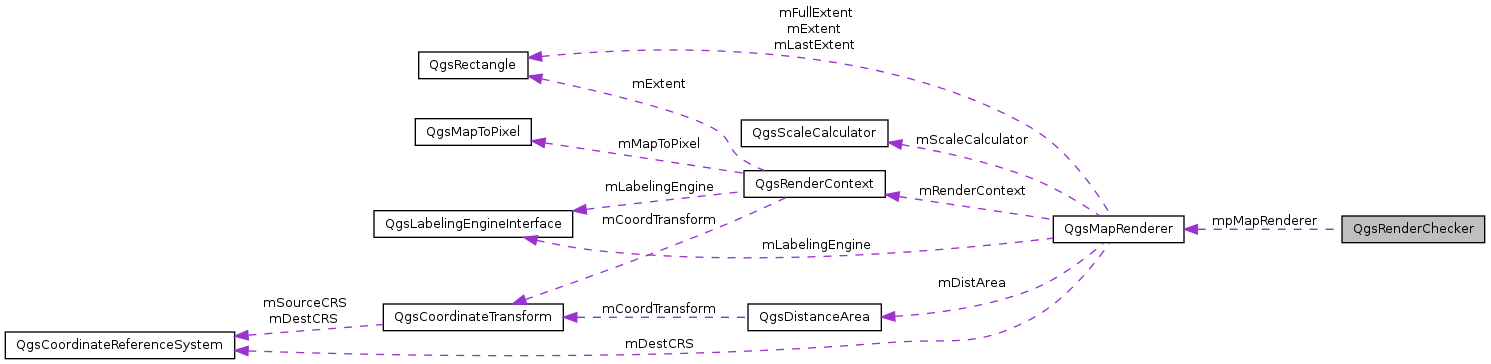 mFullExtent
mExtent
mLastExtent
QgsRectangle
mExtent
QgsMapToPixel
QgsScaleCalculator
mScaleCalculator
mMapToPixel
QgsRenderContext
mLabelingEngine
mRenderContext
mCoordTransform
QgsLabelingEngineInterface
mpMapRenderer
QgsMapRenderer
QgsRenderChecker
mLabelingEngine
mDistArea
mSourceCRS
mDestCRS
mCoordTransform
QgsCoordinateTransform
QgsDistanceArea
QgsCoordinateReferenceSystem
mDestCRS